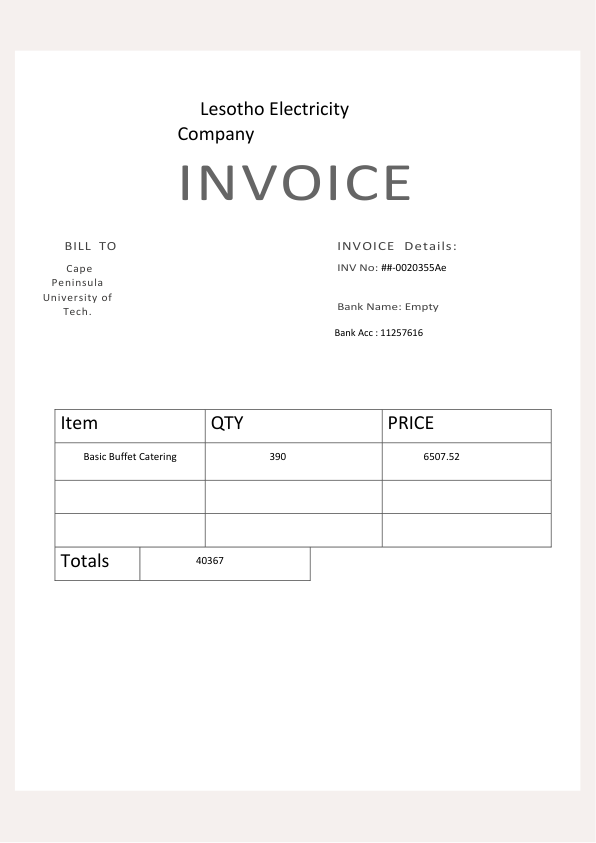 Lesotho Electricity
Company
INVOICE
BILL TO
Cape
Peninsula
University of
Tech.
INVOICE Details:
INV No: ##-0020355Ae
Bank Name: Empty
Bank Acc : 11257616
Item QTY PRICE
Basic Buffet Catering 390 6507.52
Totals 40367